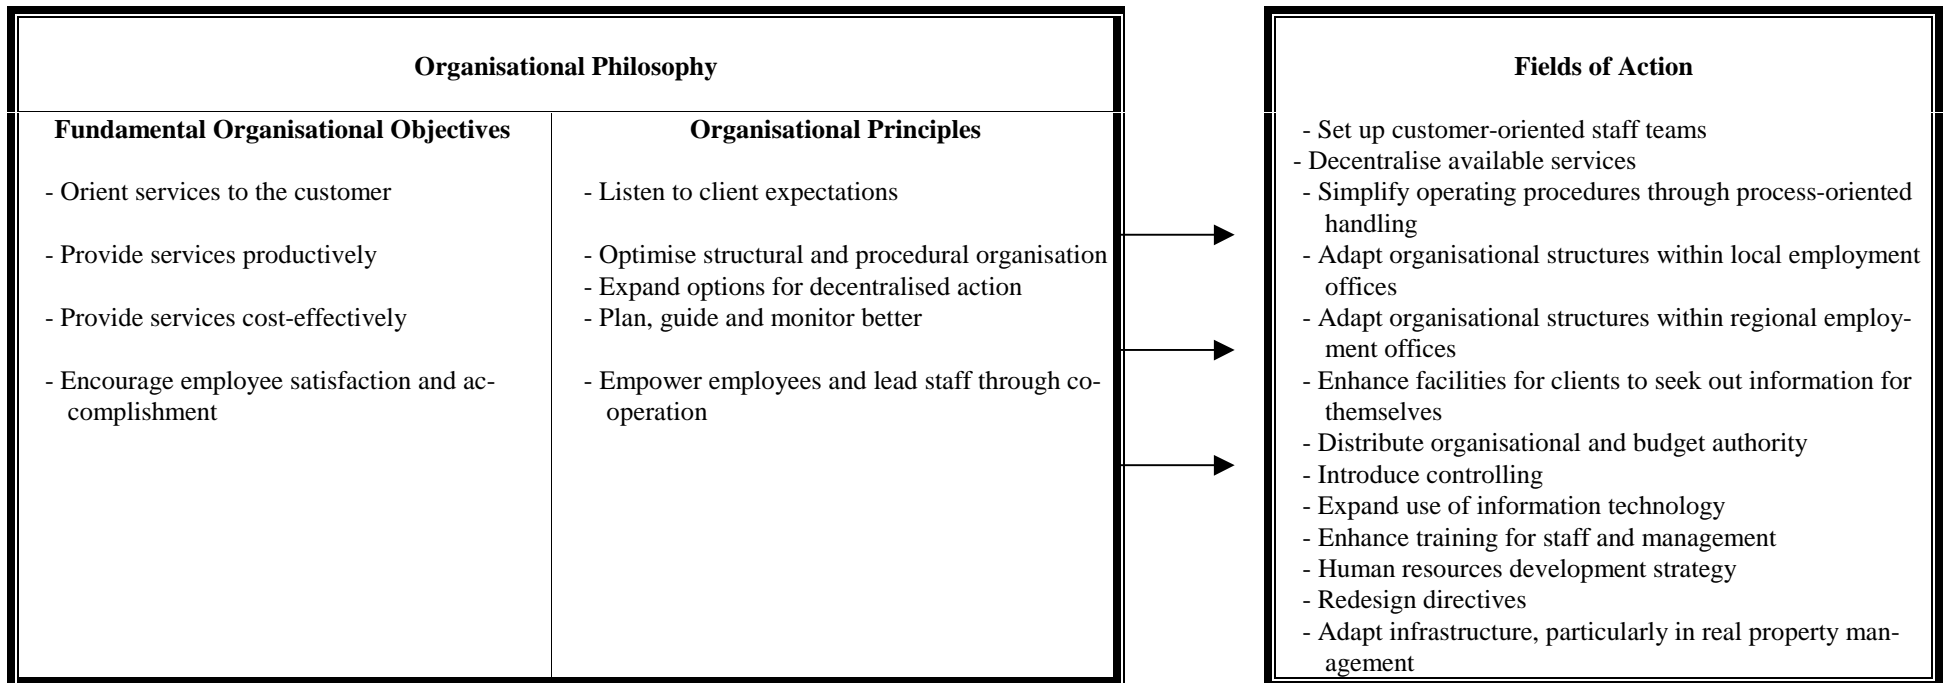 Organisational Philosophy
Fundamental Organisational Objectives
- Orient services to the customer
- Provide services productively
- Provide services cost-effectively
- Encourage employee satisfaction and ac-
complishment
Organisational Principles
- Listen to client expectations
- Optimise structural and procedural organisation
- Expand options for decentralised action
- Plan, guide and monitor better
- Empower employees and lead staff through co-
operation
Fields of Action
- Set up customer-oriented staff teams
- Decentralise available services
- Simplify operating procedures through process-oriented
handling
- Adapt organisational structures within local employment
offices
- Adapt organisational structures within regional employ-
ment offices
- Enhance facilities for clients to seek out information for
themselves
- Distribute organisational and budget authority
- Introduce controlling
- Expand use of information technology
- Enhance training for staff and management
- Human resources development strategy
- Redesign directives
- Adapt infrastructure, particularly in real property man-
agement